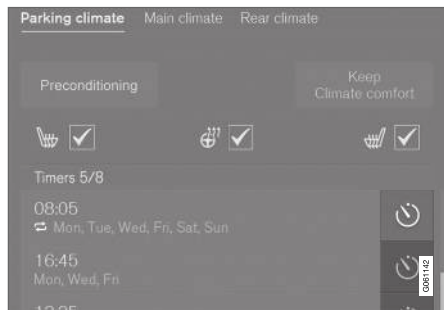 Parking climate Main climate Rear climate
Preconditioning
Keep
Climate comfort
Timers 5/8
08:05
Mon, Tue, Wed, Fri, Sat, Sun
16:45
Mon, Wed, Fri
G061142